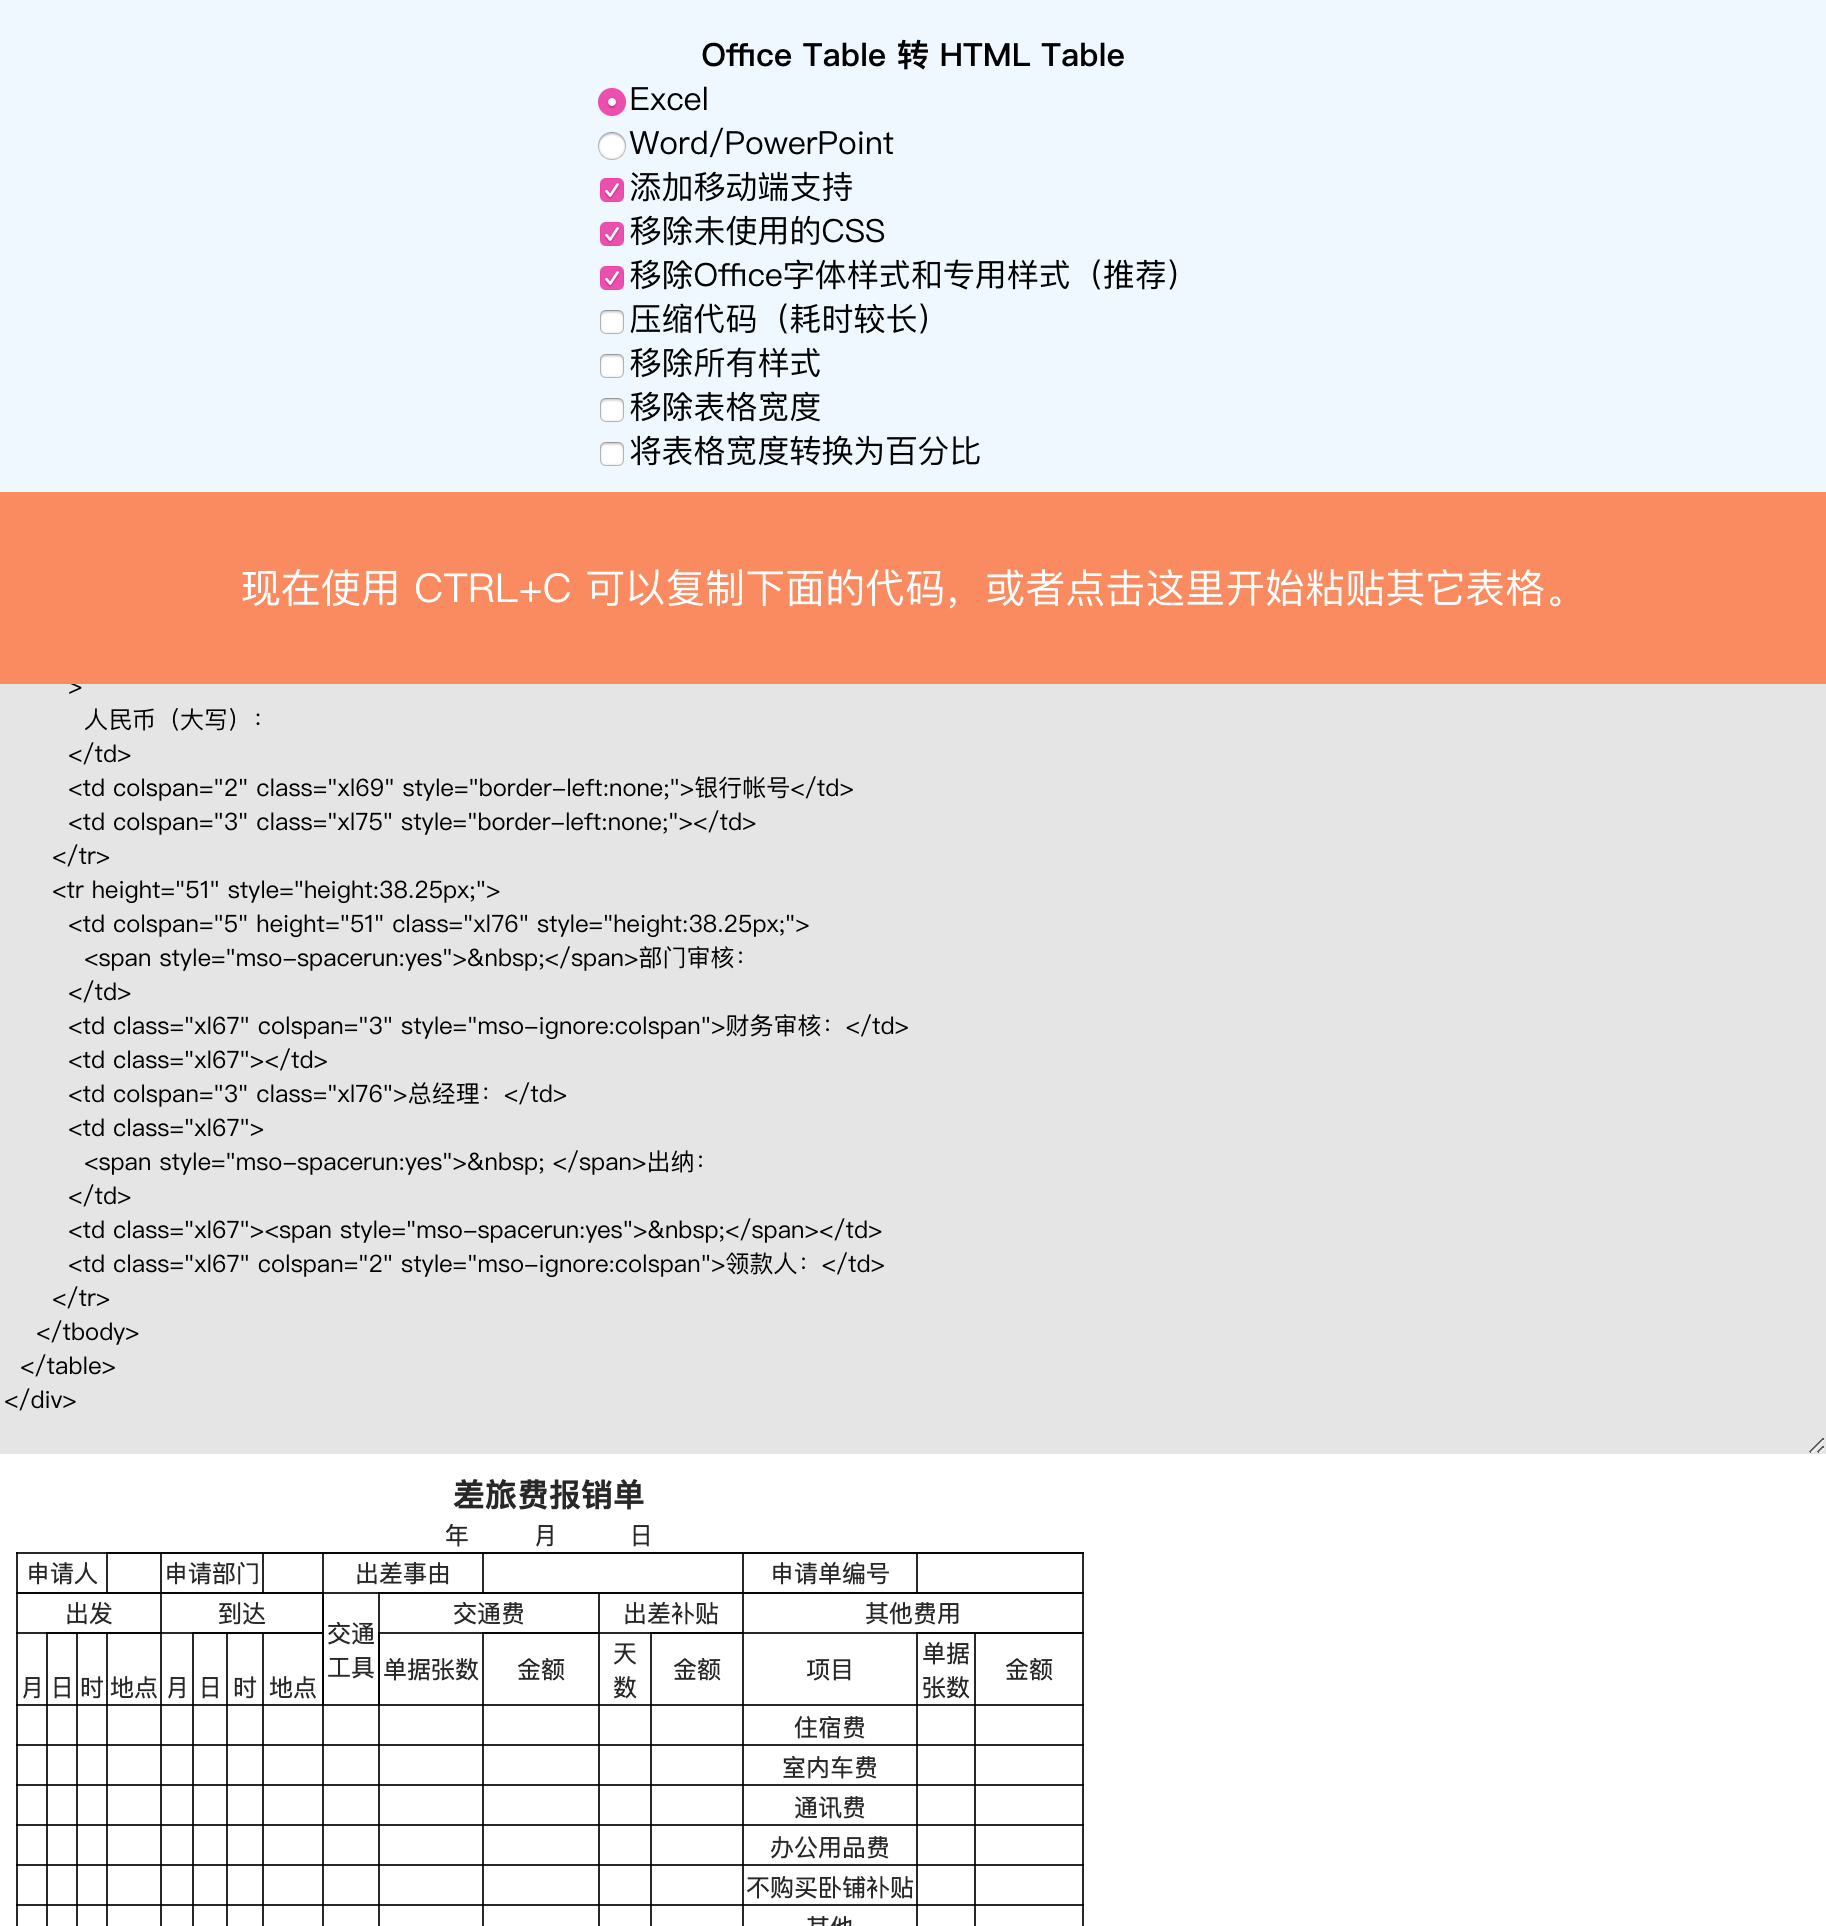 Office Table 转 HTML Table
Excel
Word/PowerPoint
添加移动端支持
移除未使用的CSS
移除Office字体样式和专用样式（推荐）
压缩代码（耗时较长）
移除所有样式
移除表格宽度
将表格宽度转换为百分比
现在使用 CTRL+C 可以复制下面的代码，或者点击这里开始粘贴其它表格。
>
人民币（大写）：
</td>
<td colspan="2" class="xl69" style="border-left:none;">银行帐号</td>
<td colspan="3" class="xl75" style="border-left:none;"></td>
</tr>
<tr height="51" style="height:38.25px;">
<td colspan="5" height="51" class="xl76" style="height:38.25px;">
<span style="mso-spacerun:yes">&nbsp;</span>部门审核：
</td>
<td class="xl67" colspan="3" style="mso-ignore:colspan">财务审核：</td>
<td class="xl67"></td>
<td colspan="3" class="xl76">总经理：</td>
<td class="xl67">
<span style="mso-spacerun:yes">&nbsp; </span>出纳：
</td>
<td class="xl67"><span style="mso-spacerun:yes">&nbsp;</span></td>
<td class="xl67" colspan="2" style="mso-ignore:colspan">领款人：</td>
</tr>
</tbody>
</table>
</div>
差旅费报销单
年 月 日
申请人 申请部门 出差事由 申请单编号
出发 到达 交通工具 交通费 出差补贴 其他费用
月 日 时 地点 月 日 时 地点 单据张数 金额 天数 金额 项目 单据张数 金额
住宿费
室内车费
通讯费
办公用品费
不购买卧铺补贴
其他